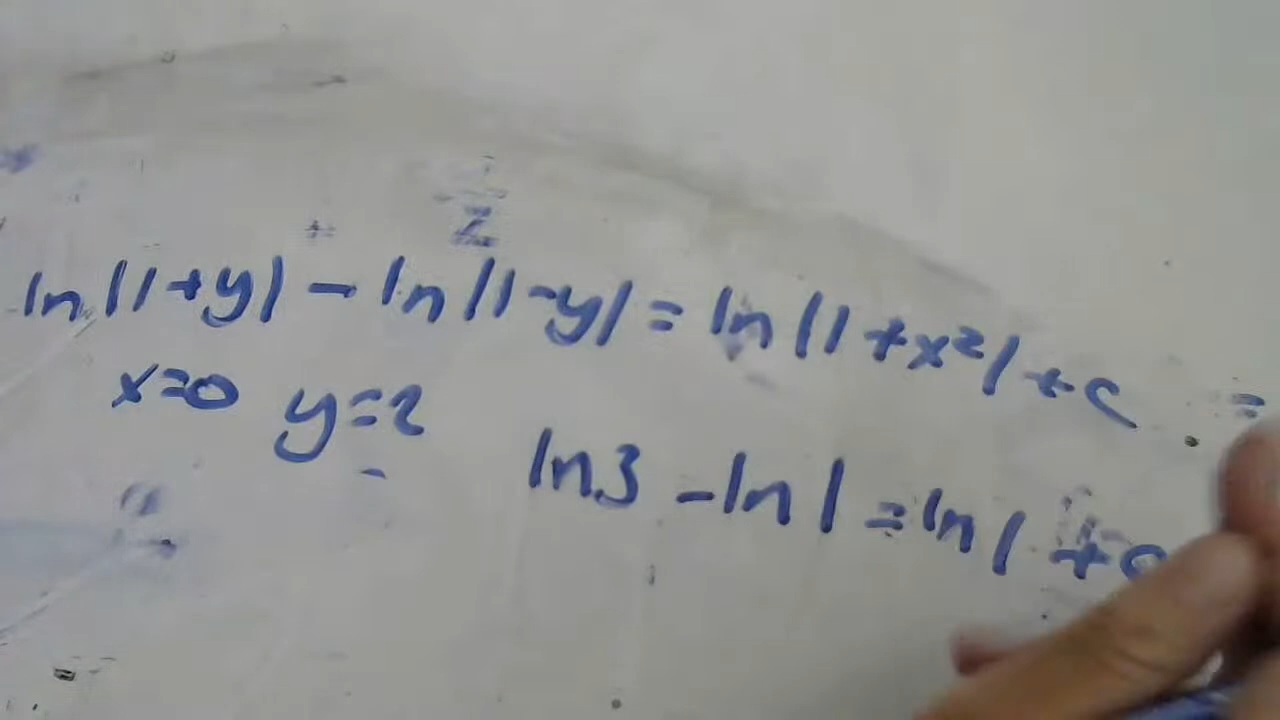 ln|1+y| - ln|1-y| = ln|1+x²| + c =
x=0 y=2
ln3 - ln1 = ln1 + c